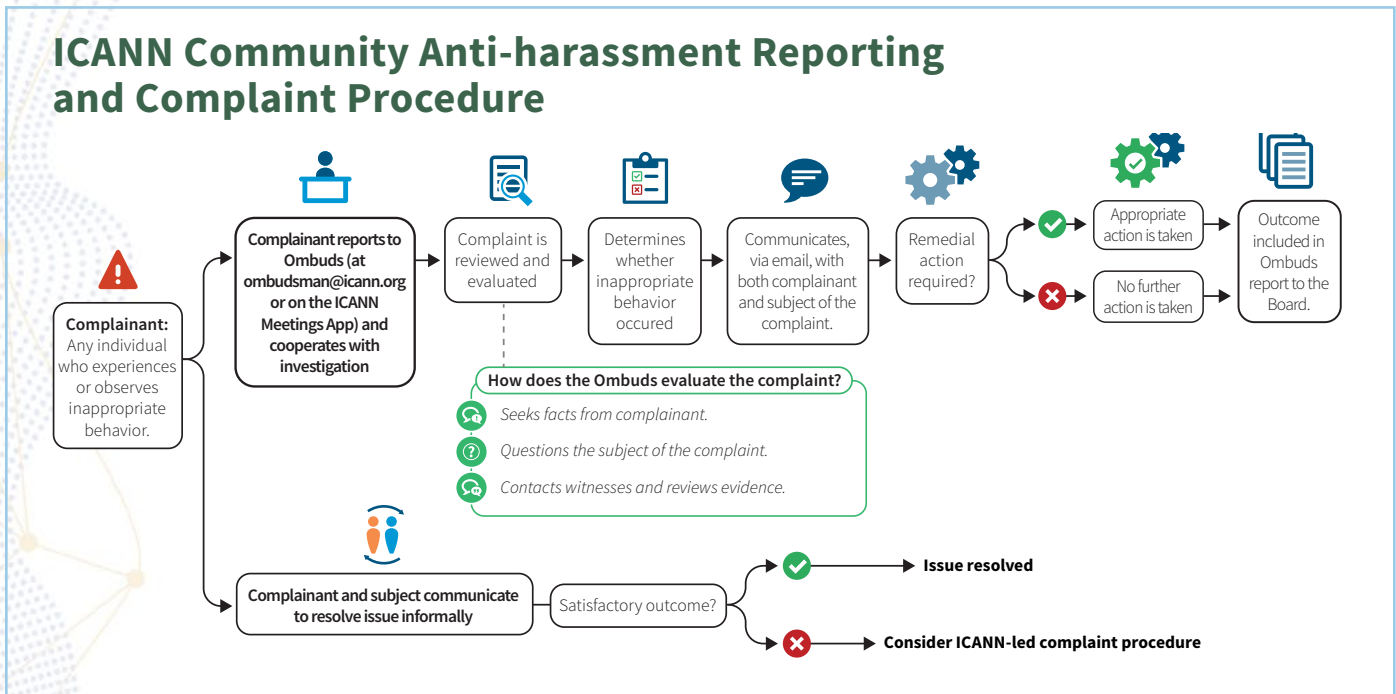 ICANN Community Anti-harassment Reporting
and Complaint Procedure
Complainant:
Any individual
who experiences
or observes
inappropriate
behavior.
Complainant reports to
Ombuds (at
ombudsman@icann.org
or on the ICANN
Meetings App) and
cooperates with
investigation
Complaint is
reviewed and
evaluated
Determines
whether
inappropriate
behavior
occured
Communicates,
via email, with
both complainant
and subject of the
complaint.
Remedial
action
required?
Appropriate
action is taken
No further
action is taken
Outcome
included in
Ombuds
report to the
Board.
How does the Ombuds evaluate the complaint?
Seeks facts from complainant.
Questions the subject of the complaint.
Contacts witnesses and reviews evidence.
Complainant and subject communicate
to resolve issue informally
Satisfactory outcome?
Issue resolved
Consider ICANN-led complaint procedure